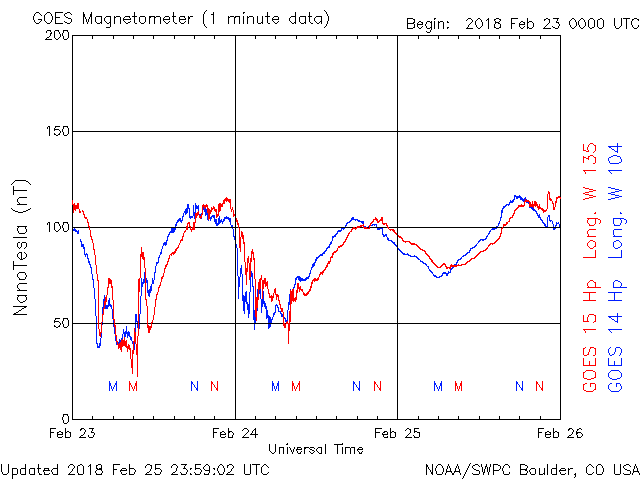 GOES Magnetometer (1 minute data)
Begin: 2018 Feb 23 0000 UTC
200
150
100
50
0
NanoTesla (nT)
M M N N M M N N M M N N
Feb 23 Feb 24 Feb 25 Feb 26
Universal Time
GOES 15 Hp Long. W 135
GOES 14 Hp Long. W 104
Updated 2018 Feb 25 23:59:02 UTC
NOAA/SWPC Boulder, CO USA